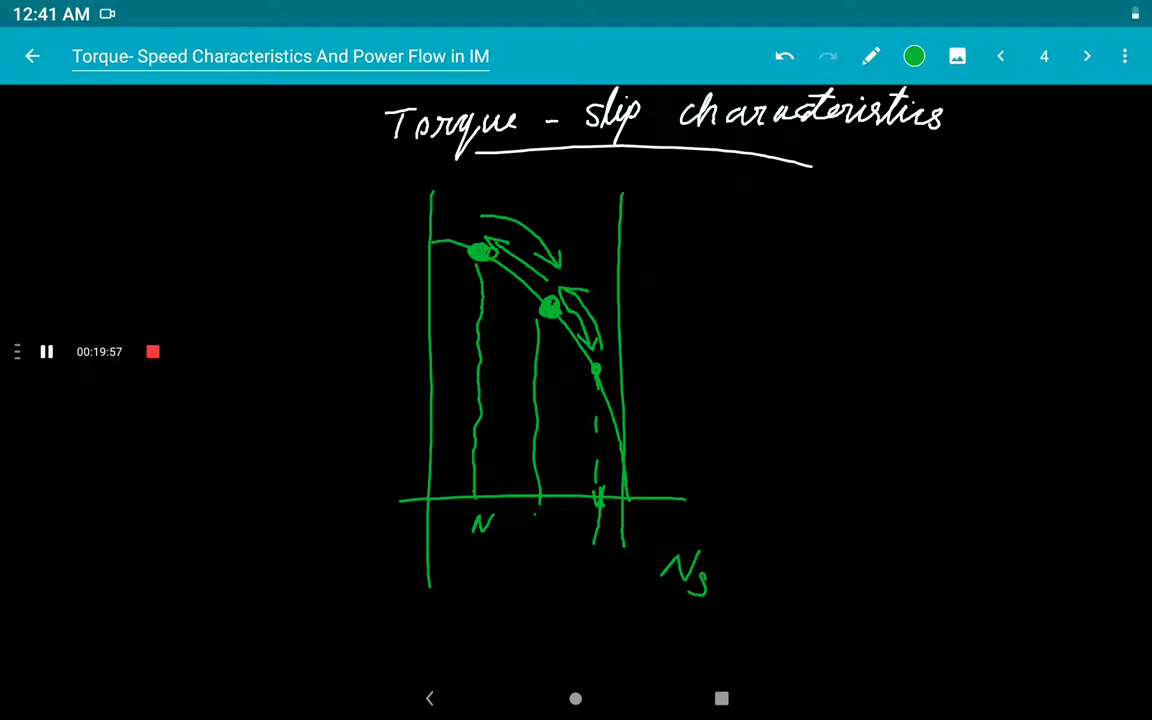 12:41 AM
Torque- Speed Characteristics And Power Flow in IM
4
Torque - slip characteristics
00:19:57
N
Ns